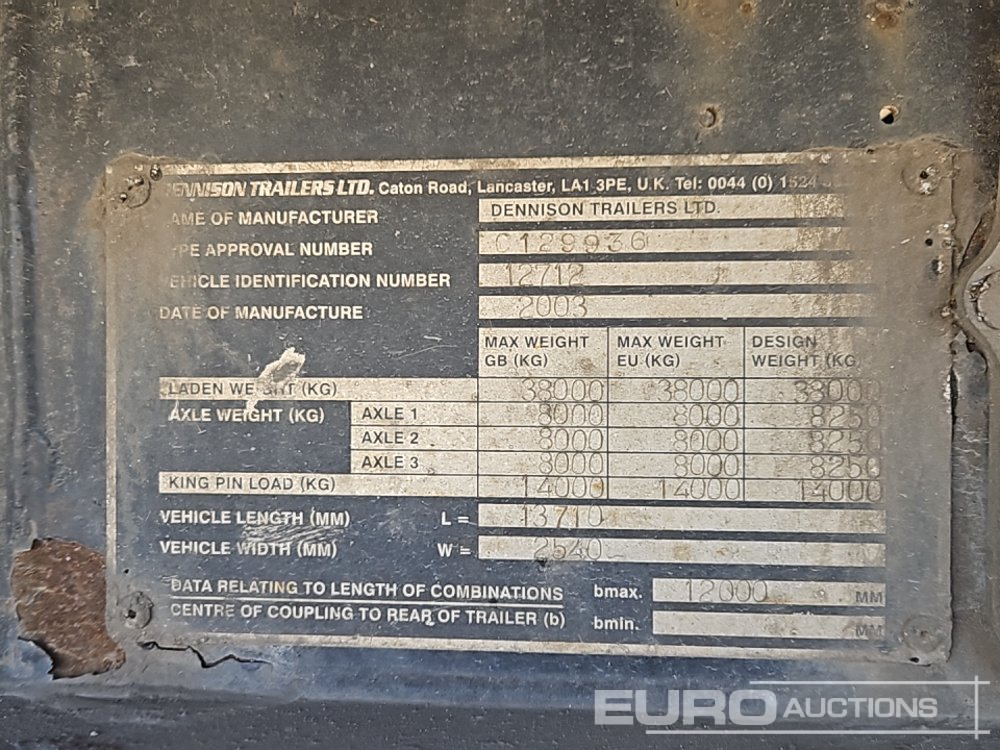 ENNISON TRAILERS LTD. Caton Road, Lancaster, LA1 3PE, U.K. Tel: 0044 (0) 1524
AME OF MANUFACTURER DENNISON TRAILERS LTD.
PE APPROVAL NUMBER C129936
HICLE IDENTIFICATION NUMBER 12712
DATE OF MANUFACTURE 2003
MAX WEIGHT GB (KG) MAX WEIGHT EU (KG) DESIGN WEIGHT (KG
LADEN WEIGHT (KG) 38000 38000 38000
AXLE WEIGHT (KG) AXLE 1 8000 8000 8250
AXLE 2 8000 8000 8250
AXLE 3 8000 8000 8250
KING PIN LOAD (KG) 14000 14000 14000
VEHICLE LENGTH (MM) L = 13710
VEHICLE WIDTH (MM) W = 2540
DATA RELATING TO LENGTH OF COMBINATIONS bmax. 12000 MM
CENTRE OF COUPLING TO REAR OF TRAILER (b) bmin. MM
EURO AUCTIONS